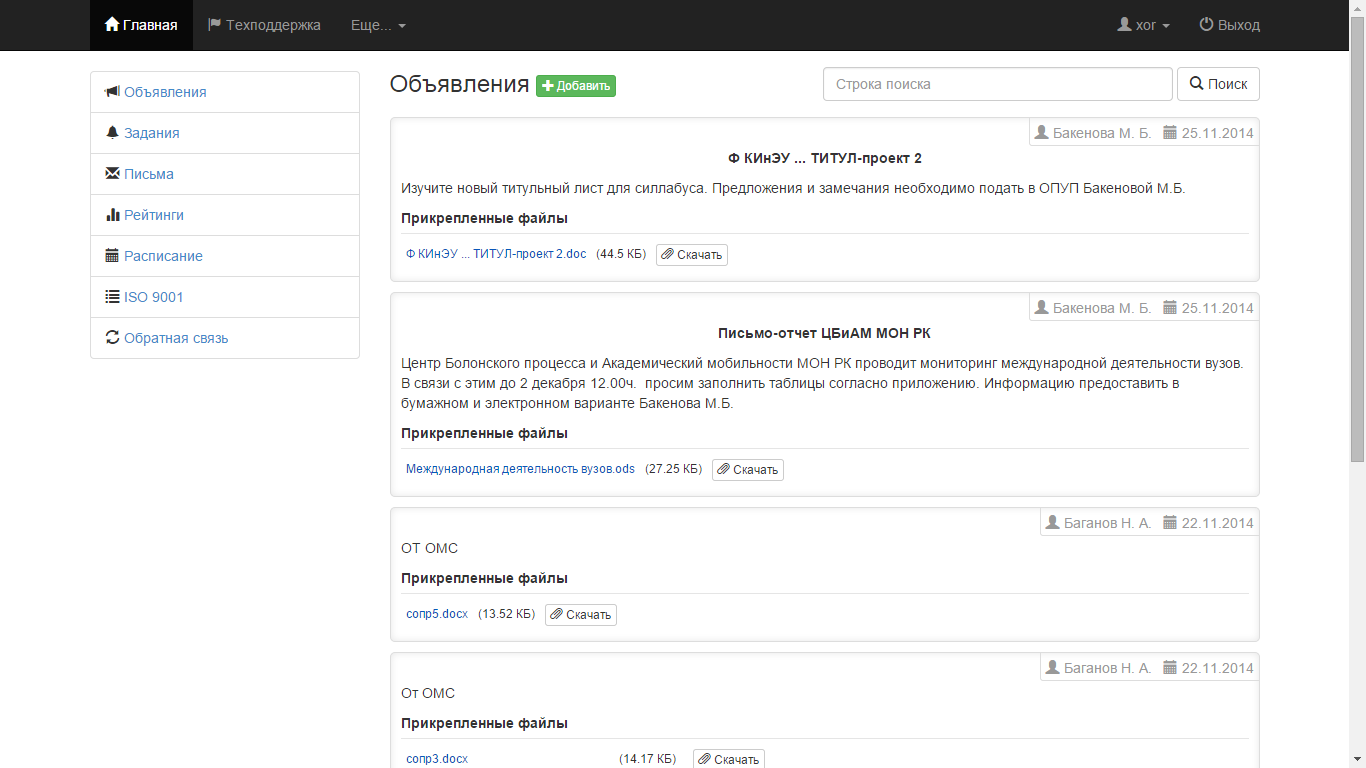 Главная Техподдержка Еще... xor Выход
Объявления
Задания
Письма
Рейтинги
Расписание
ISO 9001
Обратная связь
Объявления Добавить Строка поиска Поиск
Бакенова М. Б. 25.11.2014
Ф КИнЭУ ... ТИТУЛ-проект 2
Изучите новый титульный лист для силлабуса. Предложения и замечания необходимо подать в ОПУП Бакеновой М.Б.
Прикрепленные файлы
Ф КИнЭУ ... ТИТУЛ-проект 2.doc (44.5 КБ) Скачать
Бакенова М. Б. 25.11.2014
Письмо-отчет ЦБиАМ МОН РК
Центр Болонского процесса и Академический мобильности МОН РК проводит мониторинг международной деятельности вузов.
В связи с этим до 2 декабря 12.00ч. просим заполнить таблицы согласно приложению. Информацию предоставить в
бумажном и электронном варианте Бакенова М.Б.
Прикрепленные файлы
Международная деятельность вузов.ods (27.25 КБ) Скачать
Баганов Н. А. 22.11.2014
ОТ ОМС
Прикрепленные файлы
сопр5.docx (13.52 КБ) Скачать
Баганов Н. А. 22.11.2014
От ОМС
Прикрепленные файлы
сопр3.docx (14.17 КБ) Скачать